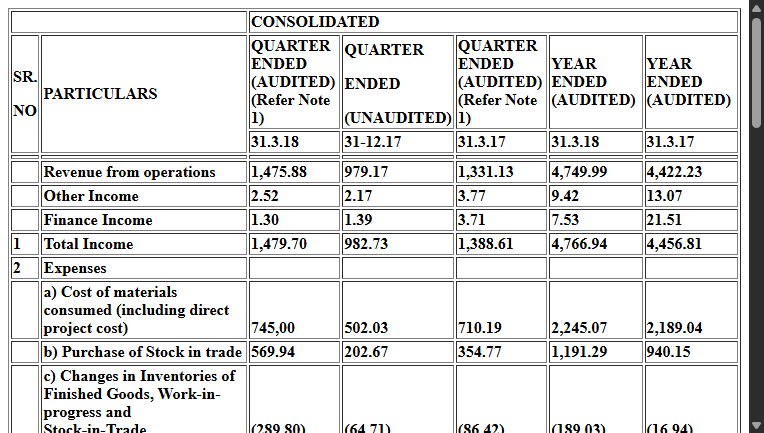 CONSOLIDATED
SR. NO PARTICULARS QUARTER ENDED (AUDITED) (Refer Note 1) QUARTER ENDED (UNAUDITED) QUARTER ENDED (AUDITED) (Refer Note 1) YEAR ENDED (AUDITED) YEAR ENDED (AUDITED)
31.3.18 31-12.17 31.3.17 31.3.18 31.3.17
Revenue from operations 1,475.88 979.17 1,331.13 4,749.99 4,422.23
Other Income 2.52 2.17 3.77 9.42 13.07
Finance Income 1.30 1.39 3.71 7.53 21.51
1 Total Income 1,479.70 982.73 1,388.61 4,766.94 4,456.81
2 Expenses
a) Cost of materials
consumed (including direct
project cost) 745,00 502.03 710.19 2,245.07 2,189.04
b) Purchase of Stock in trade 569.94 202.67 354.77 1,191.29 940.15
c) Changes in Inventories of
Finished Goods, Work-in-
progress and
Stock-in-Trade (289.80) (64.71) (86.42) (189.03) (16.94)